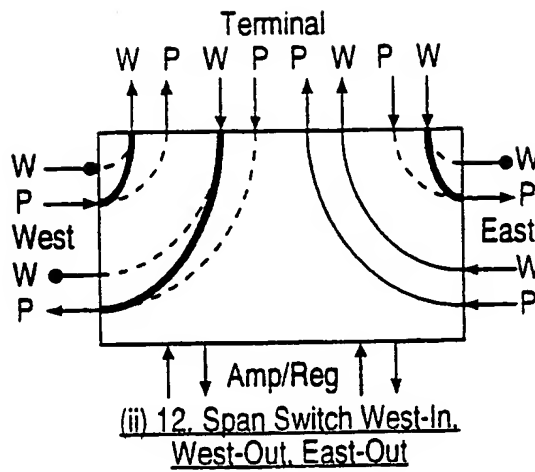 Terminal
W P W P P W P W
W W
P P
West East
W W
P P
Amp/Reg
(ii) 12, Span Switch West-In,
West-Out, East-Out